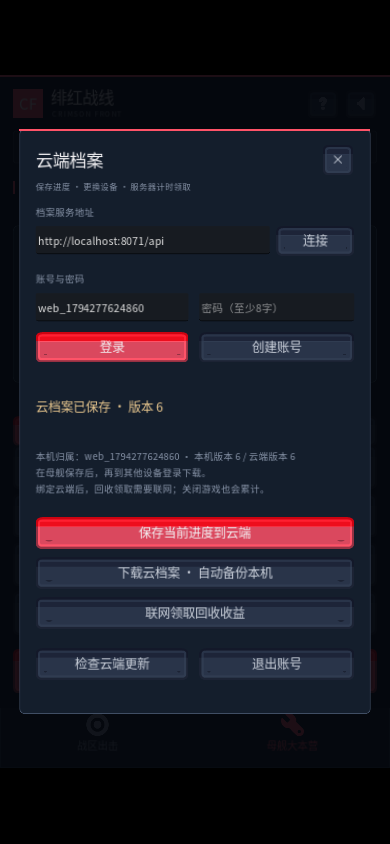 CF
绯红战线
?
云端档案
×
保存进度 · 更换设备 · 服务器计时领取
档案服务地址
http://localhost:8071/api
连接
账号与密码
web_1794277624860
密码（至少8字）
登录
创建账号
云档案已保存 · 版本 6
本机归属: web_1794277624860 · 本机版本 6 / 云端版本 6
在母舰保存后，再到其他设备登录下载。
绑定云端后，回收领取需要联网；关闭游戏也会累计。
保存当前进度到云端
下载云档案 · 自动备份本机
联网领取回收收益
检查云端更新
退出账号